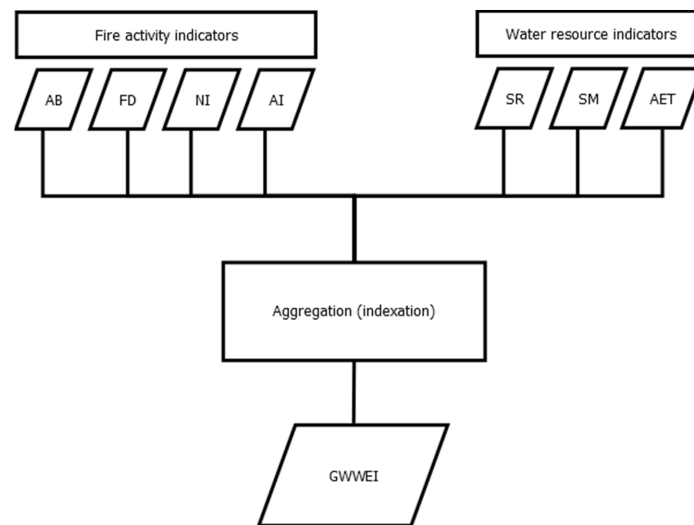 Fire activity indicators
Water resource indicators
AB FD NI AI
SR SM AET
Aggregation (indexation)
GWWEI